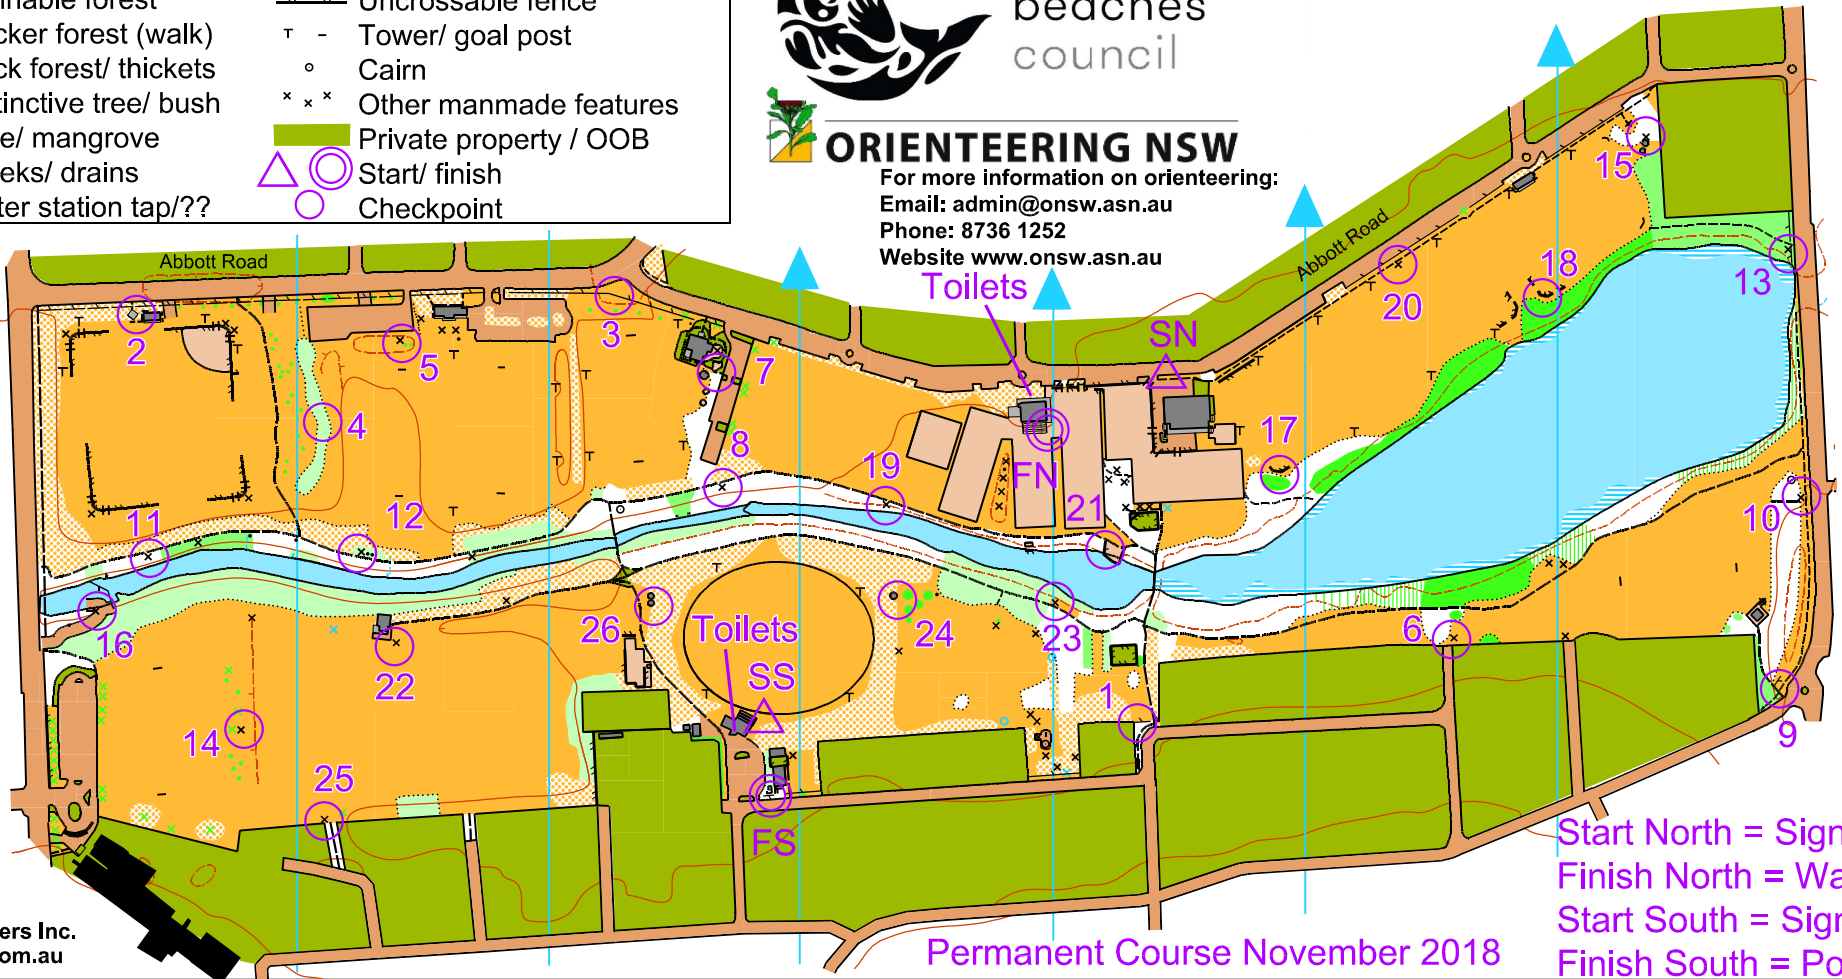 Uncrossable fence
cker forest (walk)
Tower/ goal post
ck forest/ thickets
Cairn
tinctive tree/ bush
Other manmade features
e/ mangrove
Private property / OOB
eks/ drains
Start/ finish
ter station tap/??
Checkpoint
beaches
council
ORIENTEERING NSW
For more information on orienteering:
Email: admin@onsw.asn.au
Phone: 8736 1252
Website www.onsw.asn.au
Abbott Road
Abbott Road
Toilets
SN
15
13
18
20
2
3
5
7
4
8
19
FN
17
21
10
11
12
16
26
Toilets
24
23
6
22
SS
1
9
14
25
FS
Start North = Sign
Finish North = Wa
Start South = Sign
Finish South = Po
ers Inc.
om.au
Permanent Course November 2018